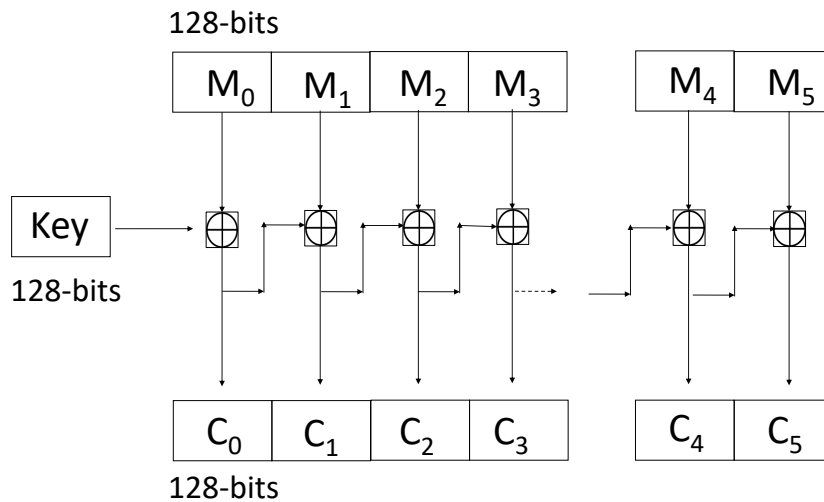 128-bits
M₀ M₁ M₂ M₃ M₄ M₅
Key
128-bits
C₀ C₁ C₂ C₃ C₄ C₅
128-bits